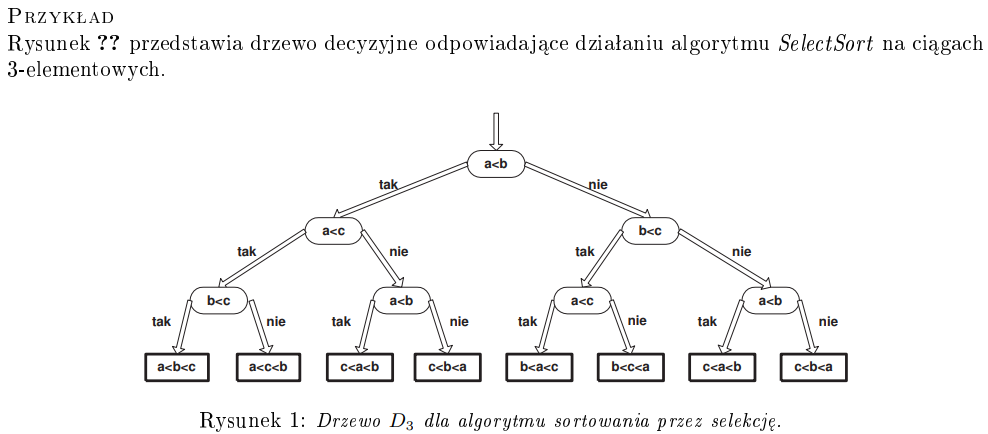 PRZYKŁAD
Rysunek ?? przedstawia drzewo decyzyjne odpowiadające działaniu algorytmu SelectSort na ciągach
3-elementowych.
a<b
tak nie
a<c b<c
tak nie tak nie
b<c a<b a<c a<b
tak nie tak nie tak nie tak nie
a<b<c a<c<b c<a<b c<b<a b<a<c b<c<a c<a<b c<b<a
Rysunek 1: Drzewo D₃ dla algorytmu sortowania przez selekcję.